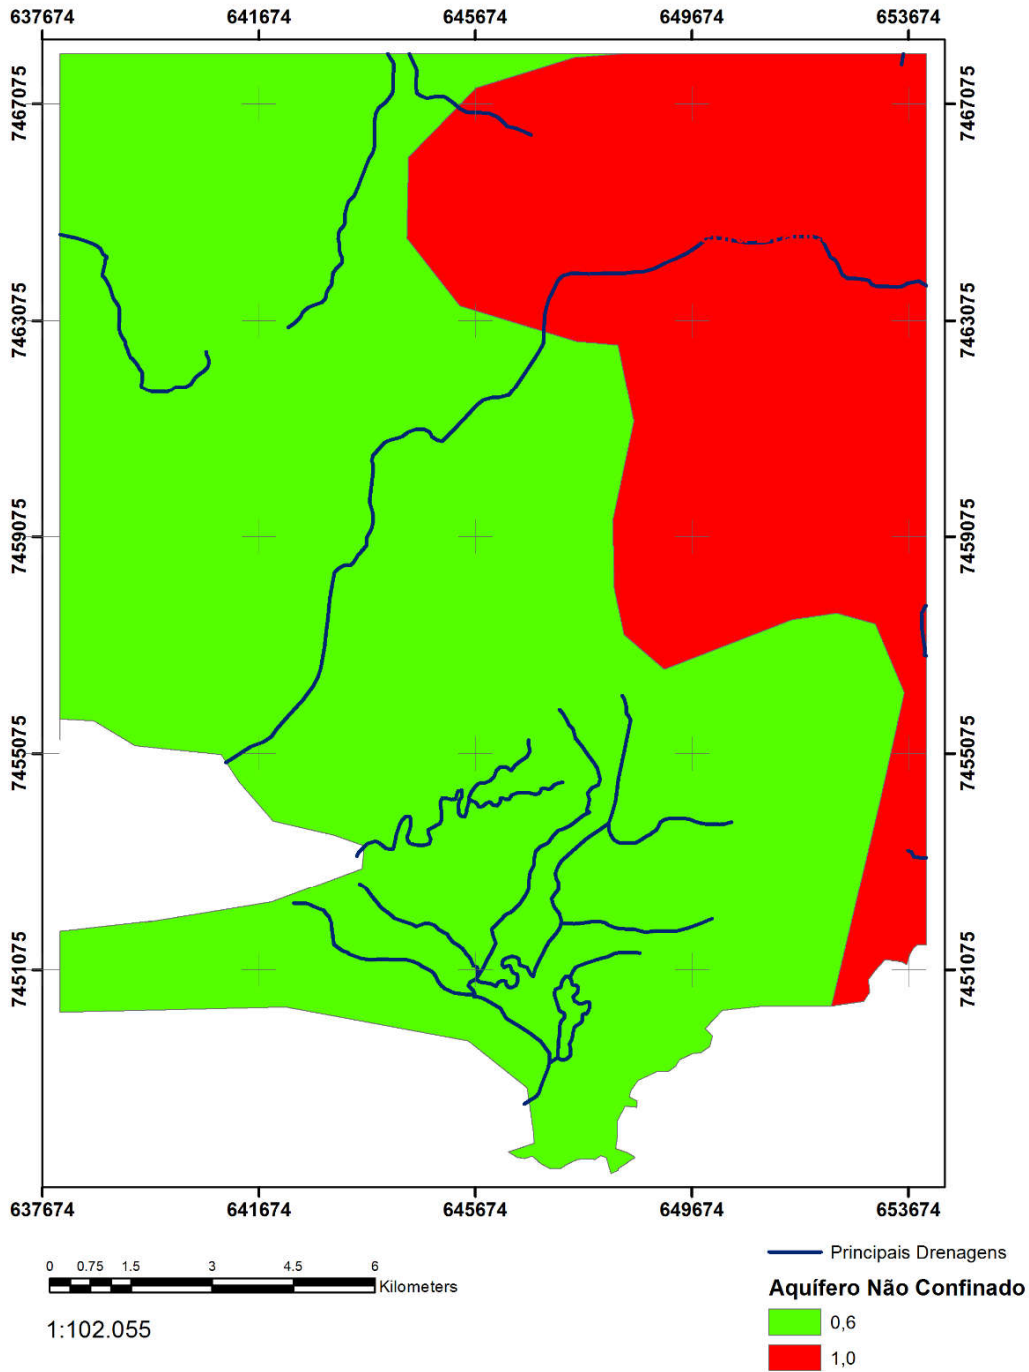 637674 641674 645674 649674 653674
7467075 7467075
7463075 7463075
7459075 7459075
7455075 7455075
7451075 7451075
637674 641674 645674 649674 653674
0 0.75 1.5 3 4.5 6
Kilometers
1:102.055
Principais Drenagens
Aquífero Não Confinado
0,6
1,0